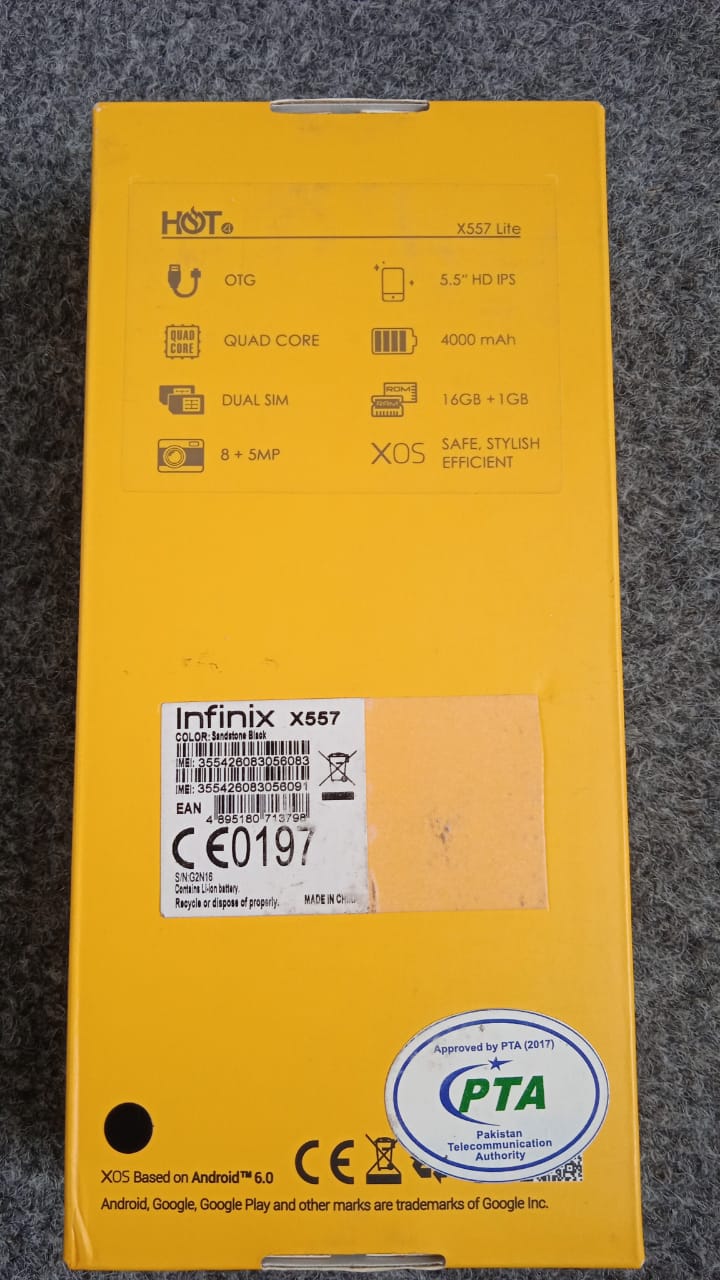 HOT 4
X557 Lite
OTG
5.5" HD IPS
QUAD CORE
QUAD CORE
4000 mAh
DUAL SIM
ROM
RAM
16GB + 1GB
8 + 5MP
XOS
SAFE, STYLISH
EFFICIENT
Infinix X557
COLOR: Sandstone Black
IMEI: 355426083056083
IMEI: 355426083056091
EAN
4 895180 713798
CE0197
S/N:G2N16
Contains Li-ion battery.
Recycle or dispose of properly.
MADE IN
Approved by PTA (2017)
PTA
Pakistan
Telecommunication
Authority
CE
XOS Based on Android™ 6.0
Android, Google, Google Play and other marks are trademarks of Google Inc.